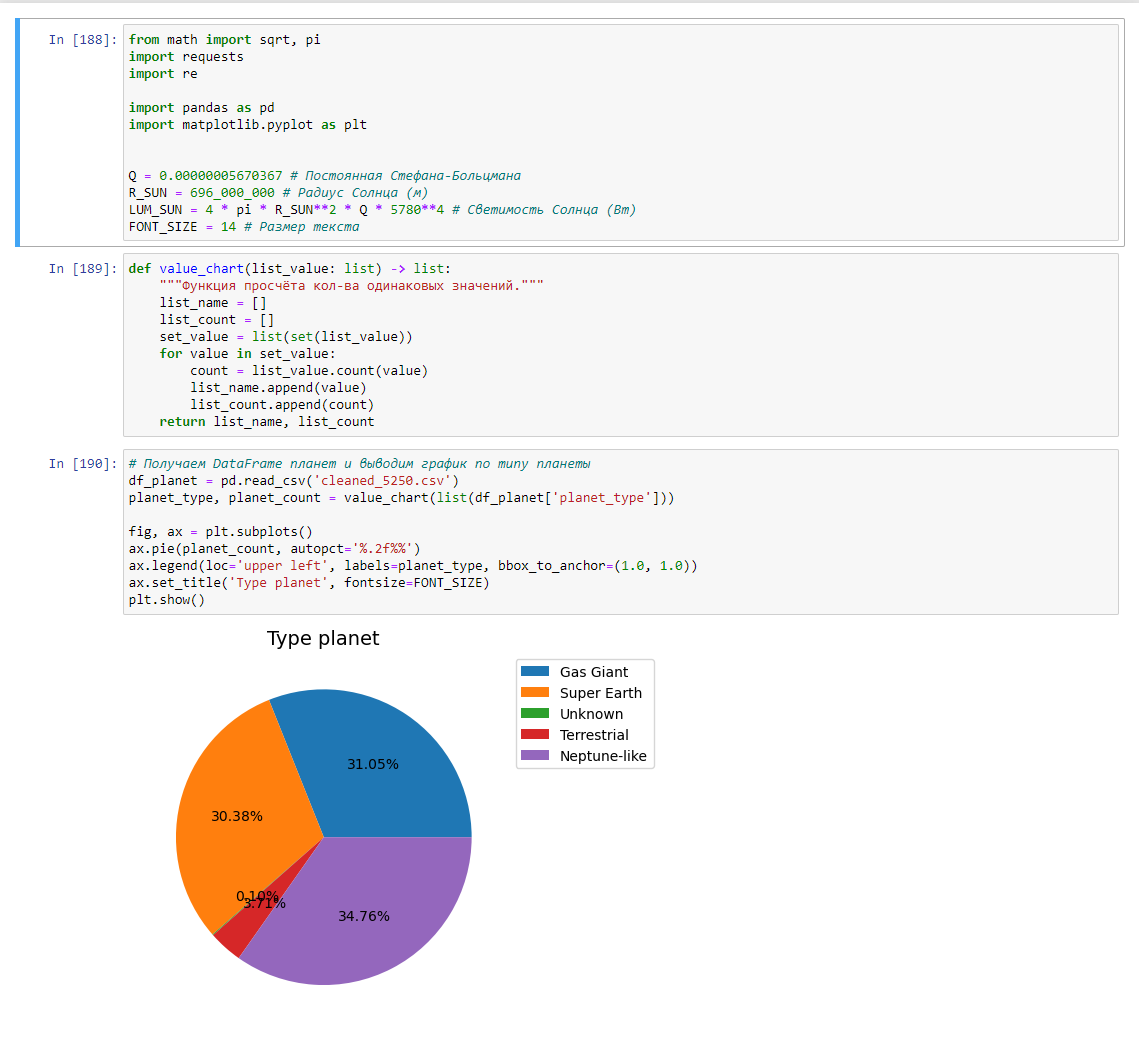 In [188]:
from math import sqrt, pi
import requests
import re
import pandas as pd
import matplotlib.pyplot as plt
Q = 0.00000005670367 # Постоянная Стефана-Больцмана
R_SUN = 696_000_000 # Радиус Солнца (м)
LUM_SUN = 4 * pi * R_SUN**2 * Q * 5780**4 # Светимость Солнца (Вт)
FONT_SIZE = 14 # Размер текста
In [189]:
def value_chart(list_value: list) -> list:
    """Функция просчёта кол-ва одинаковых значений."""
    list_name = []
    list_count = []
    set_value = list(set(list_value))
    for value in set_value:
        count = list_value.count(value)
        list_name.append(value)
        list_count.append(count)
    return list_name, list_count
In [190]:
# Получаем DataFrame планет и выводим график по типу планеты
df_planet = pd.read_csv('cleaned_5250.csv')
planet_type, planet_count = value_chart(list(df_planet['planet_type']))
fig, ax = plt.subplots()
ax.pie(planet_count, autopct='%.2f%%')
ax.legend(loc='upper left', labels=planet_type, bbox_to_anchor=(1.0, 1.0))
ax.set_title('Type planet', fontsize=FONT_SIZE)
plt.show()
Type planet
Gas Giant
Super Earth
Unknown
Terrestrial
Neptune-like
31.05%
30.38%
0.10%
3.71%
34.76%